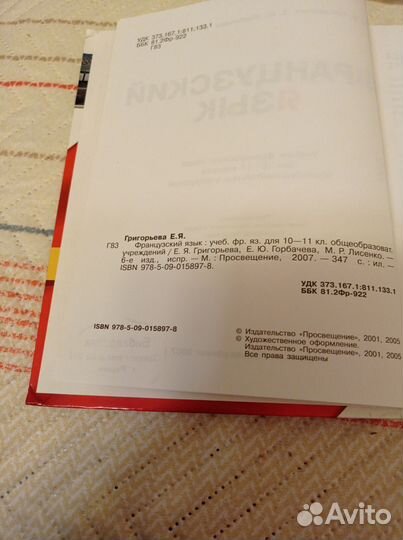 УДК 373.167.1:811.133.1
ББК 81.2Фр-922
Г83
ФРАНЦУЗСКИЙ
ЯЗЫК
Григорьева Е.Я.
Г83 Французский язык : учеб. фр. яз. для 10—11 кл. общеобразоват.
учреждений / Е. Я. Григорьева, Е. Ю. Горбачева, М. Р. Лисенко.—
6-е изд., испр. — М. : Просвещение, 2007. — 347 с. : ил. —
ISBN 978-5-09-015897-8.
УДК 373.167.1:811.133.1
ББК 81.2Фр-922
ISBN 978-5-09-015897-8
© Издательство «Просвещение», 2001, 2005
© Художественное оформление.
Издательство «Просвещение», 2001, 2005
Все права защищены
Avito